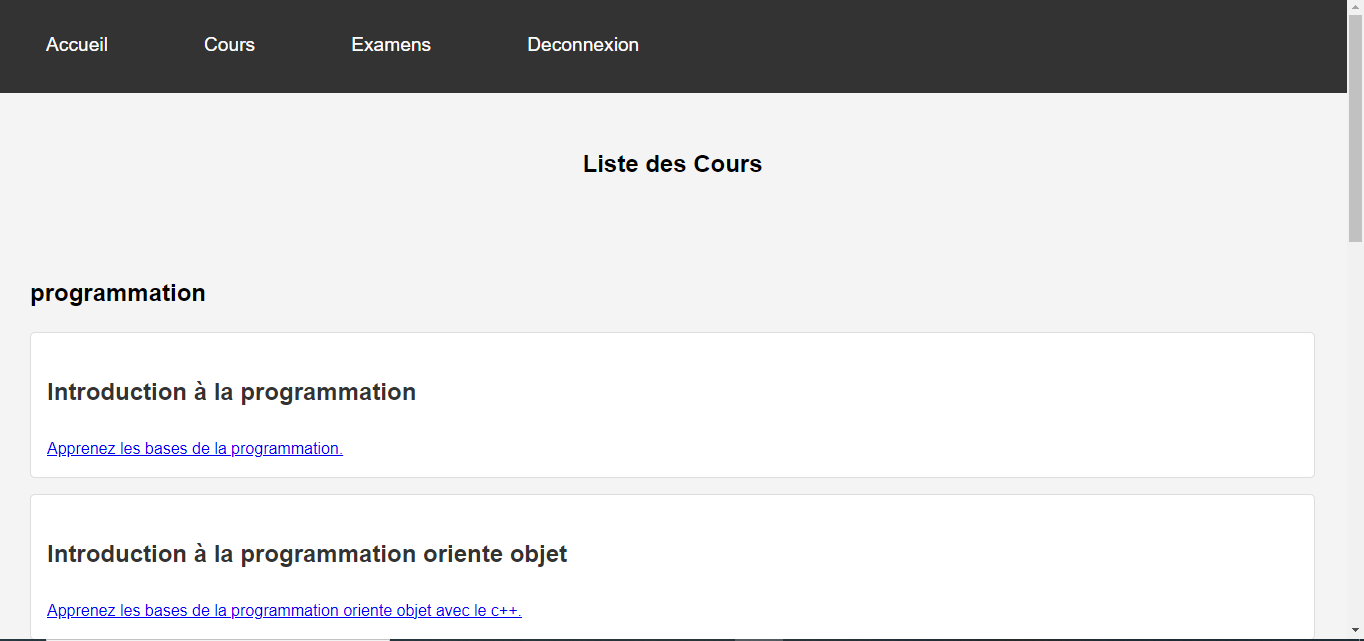 Accueil Cours Examens Deconnexion
Liste des Cours
programmation
Introduction à la programmation
Apprenez les bases de la programmation.
Introduction à la programmation oriente objet
Apprenez les bases de la programmation oriente objet avec le c++.